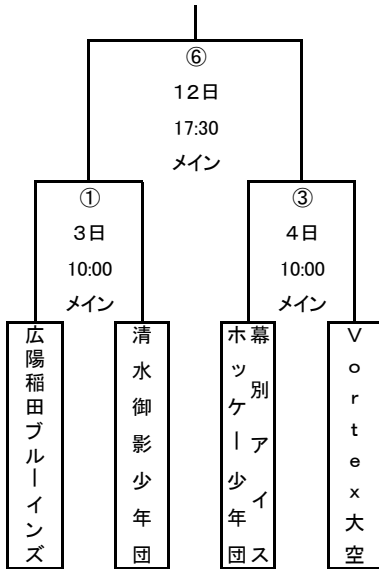 ⑥
12日
17:30
メイン
①
3日
10:00
メイン
③
4日
10:00
メイン
広陽稲田ブルーインズ
清水御影少年団
幕別アイス
ホッケー少年団
Vortex大空